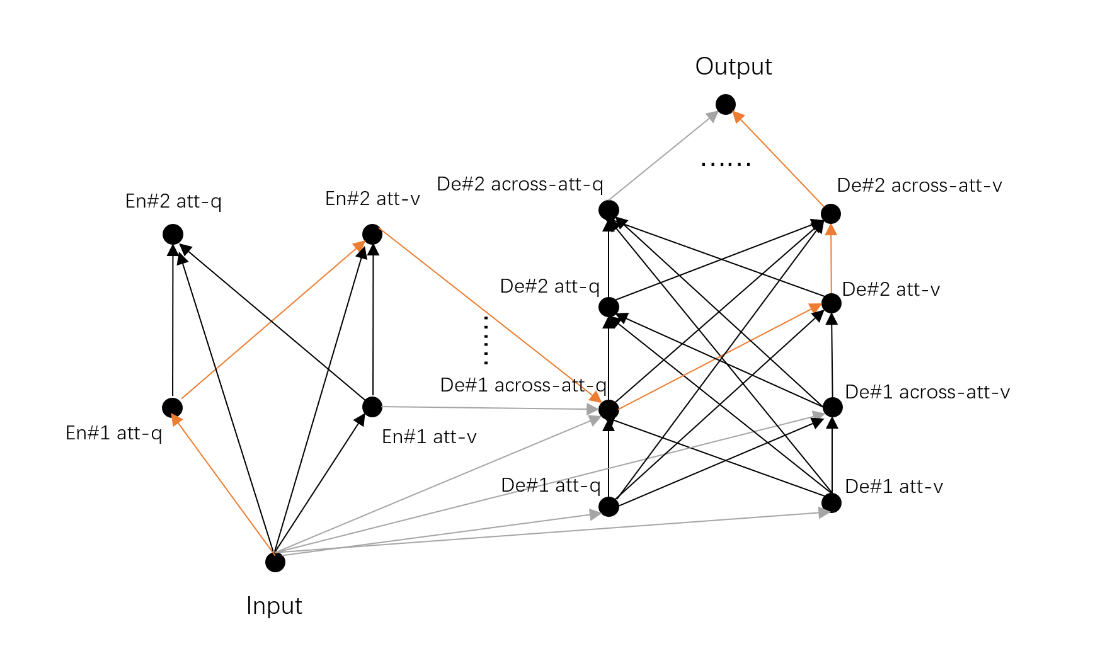 Output
......
De#2 across-att-q
De#2 across-att-v
En#2 att-q
En#2 att-v
De#2 att-q
De#2 att-v
De#1 across-att-q
De#1 across-att-v
En#1 att-q
En#1 att-v
De#1 att-q
De#1 att-v
Input